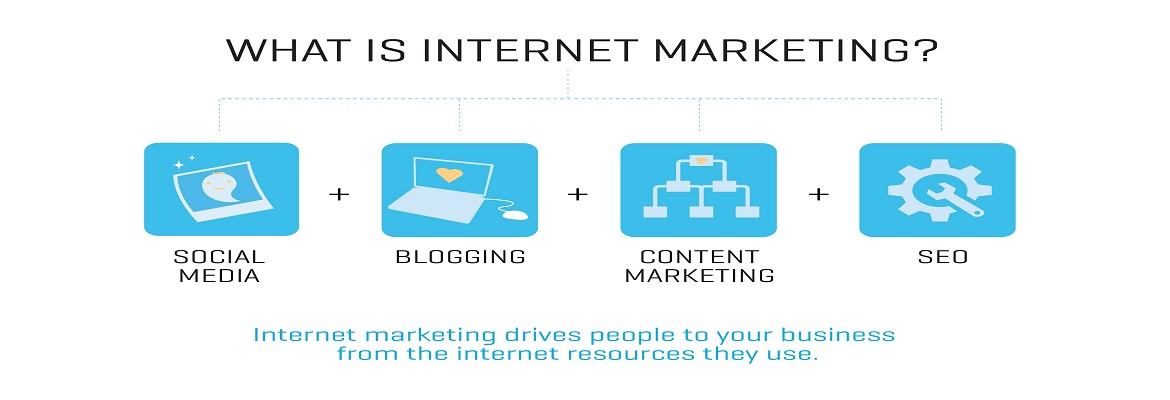 WHAT IS INTERNET MARKETING?
+ + +
SOCIAL
MEDIA
BLOGGING
CONTENT
MARKETING
SEO
Internet marketing drives people to your business
from the internet resources they use.